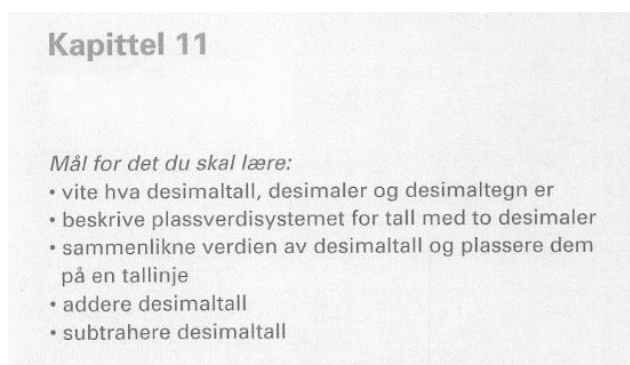 Kapittel 11
Mål for det du skal lære:
• vite hva desimaltall, desimaler og desimaltegn er
• beskrive plassverdisystemet for tall med to desimaler
• sammenlikne verdien av desimaltall og plassere dem
på en tallinje
• addere desimaltall
• subtrahere desimaltall